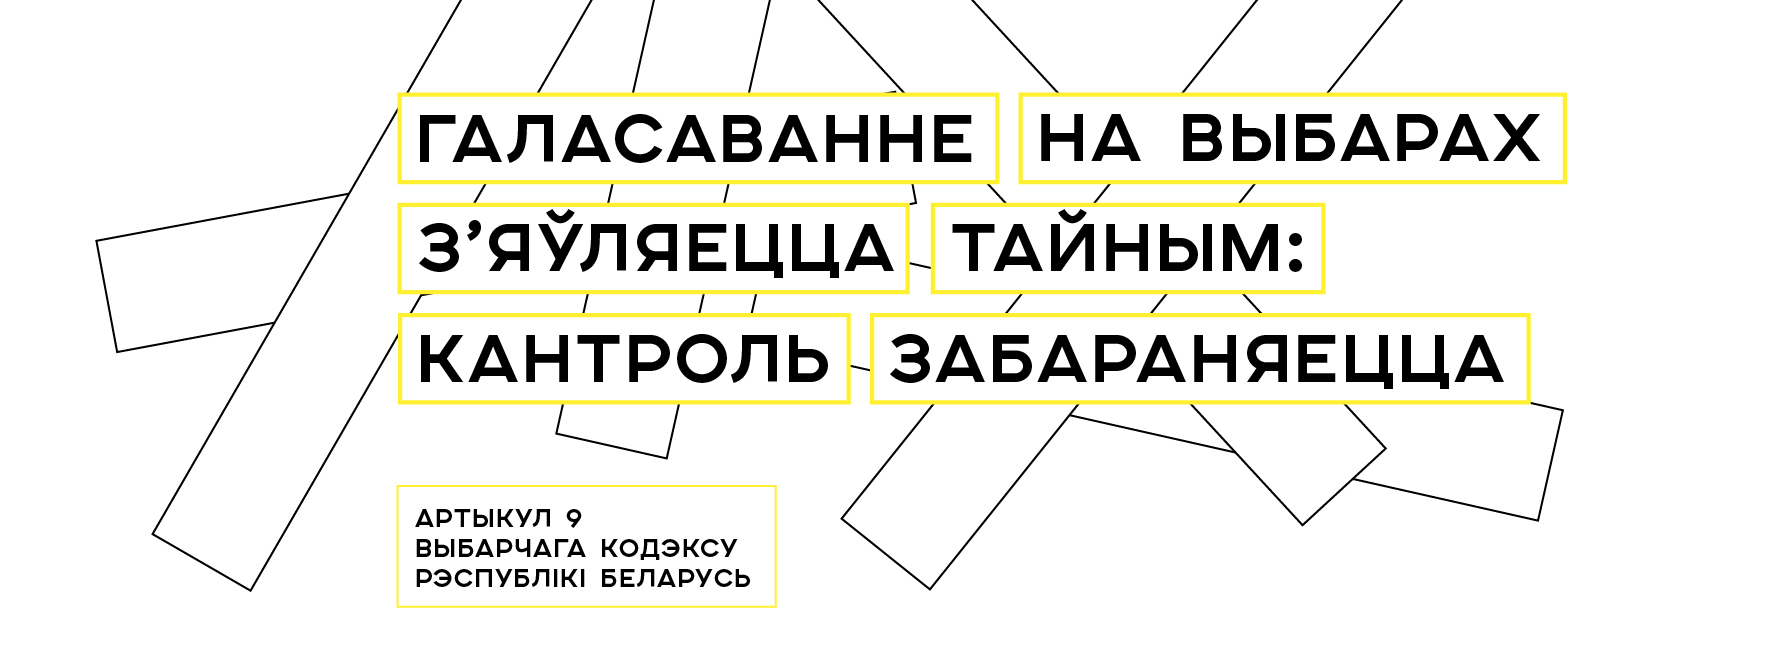 ГАЛАСАВАННЕ НА ВЫБАРАХ
З’ЯЎЛЯЕЦЦА ТАЙНЫМ:
КАНТРОЛЬ ЗАБАРАНЯЕЦЦА
АРТЫКУЛ 9
ВЫБАРЧАГА КОДЭКСУ
РЭСПУБЛІКІ БЕЛАРУСЬ